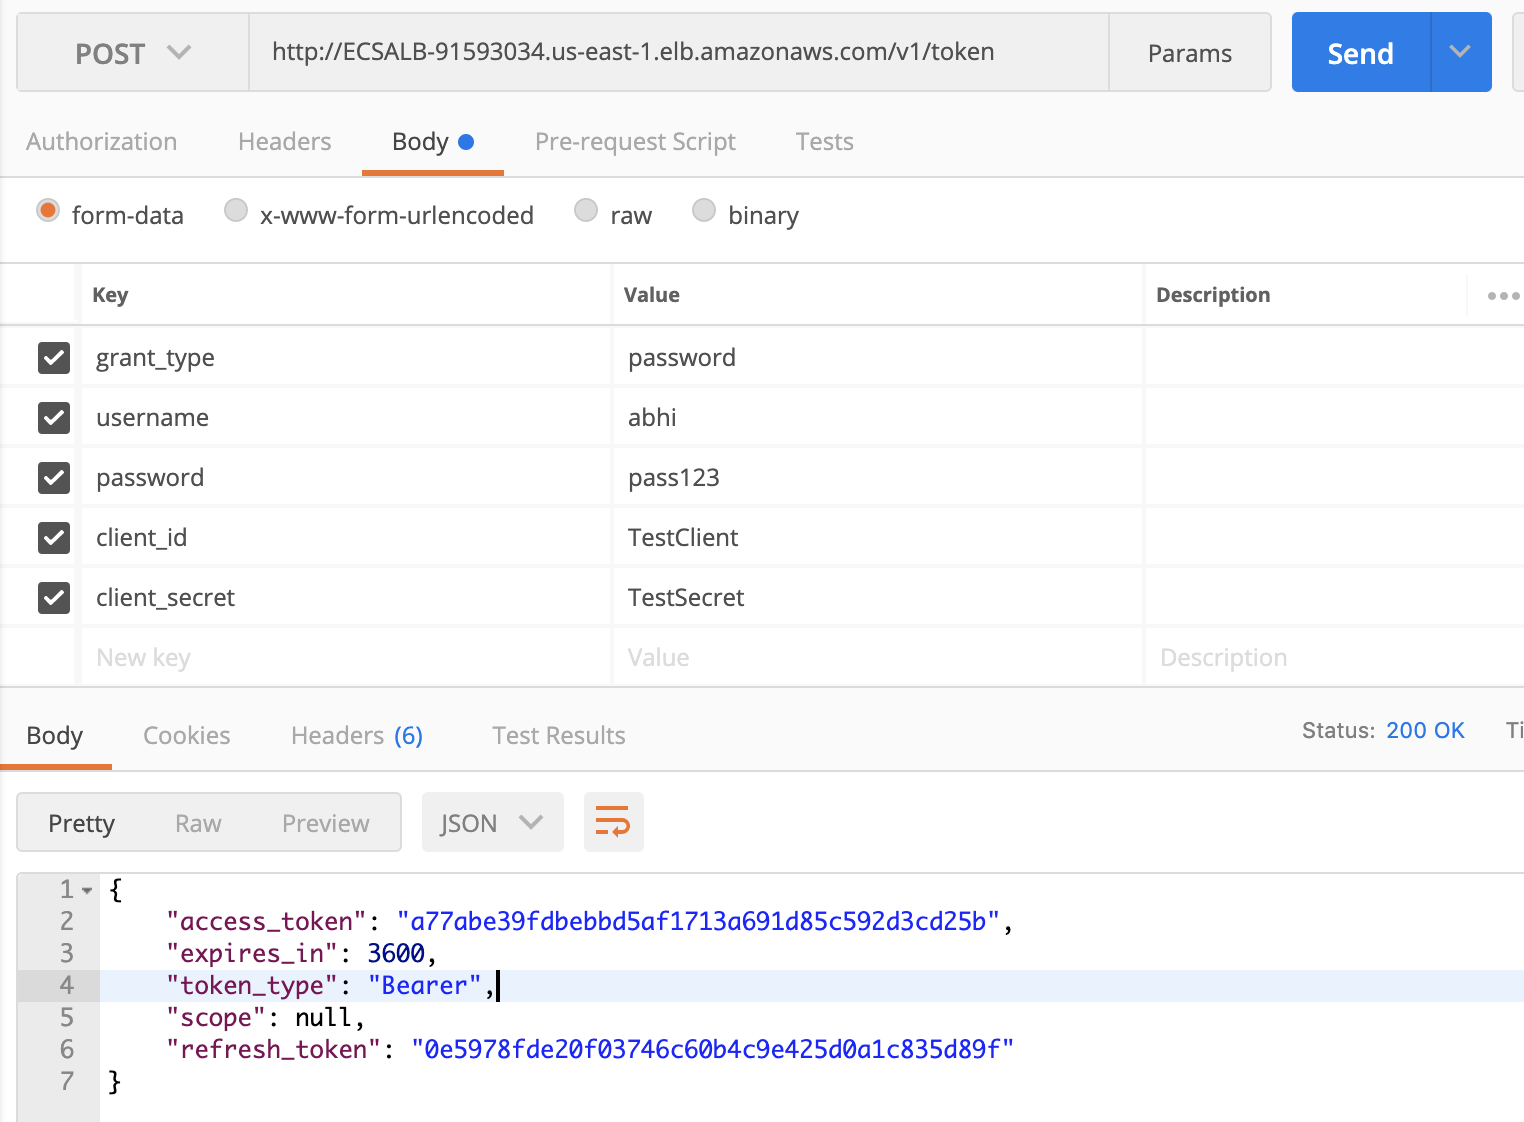 POST http://ECSALB-91593034.us-east-1.elb.amazonaws.com/v1/token Params Send
Authorization Headers Body Pre-request Script Tests
form-data x-www-form-urlencoded raw binary
Key Value Description
grant_type password
username abhi
password pass123
client_id TestClient
client_secret TestSecret
New key Value Description
Body Cookies Headers (6) Test Results Status: 200 OK Ti
Pretty Raw Preview JSON
1 {
2 "access_token": "a77abe39fdbebbd5af1713a691d85c592d3cd25b",
3 "expires_in": 3600,
4 "token_type": "Bearer",
5 "scope": null,
6 "refresh_token": "0e5978fde20f03746c60b4c9e425d0a1c835d89f"
7 }